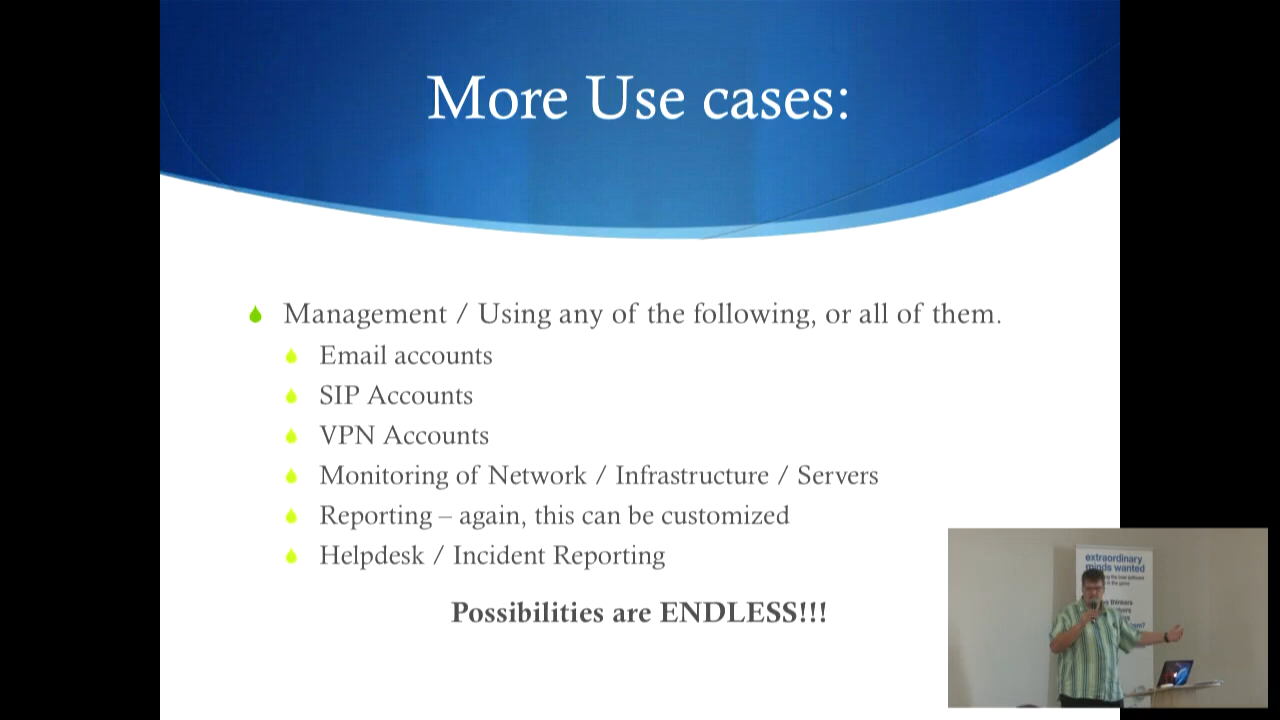 More Use cases:
Management / Using any of the following, or all of them.
Email accounts
SIP Accounts
VPN Accounts
Monitoring of Network / Infrastructure / Servers
Reporting – again, this can be customized
Helpdesk / Incident Reporting
Possibilities are ENDLESS!!!
extraordinary
minds wanted